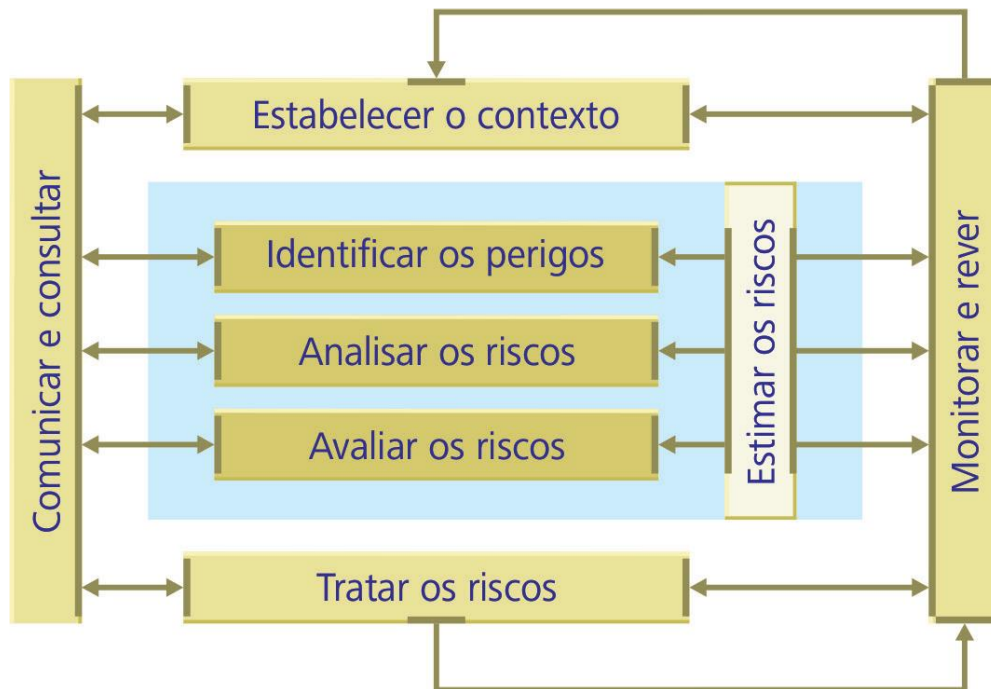 Comunicar e consultar
Estabelecer o contexto
Identificar os perigos
Analisar os riscos
Avaliar os riscos
Estimar os riscos
Tratar os riscos
Monitorar e rever